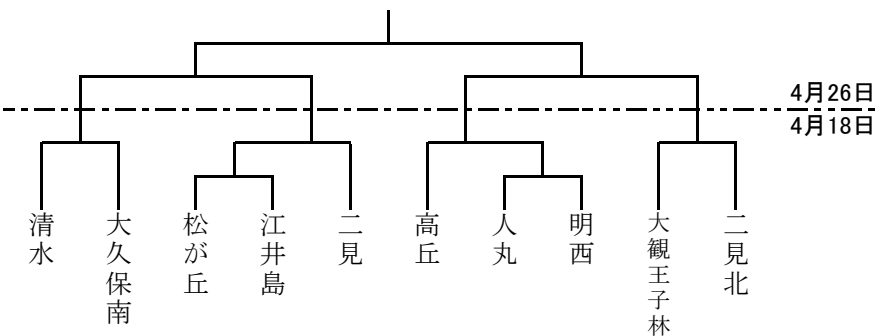 4月26日
4月18日
清水
大久保南
松が丘
江井島
二見
高丘
人丸
明西
大観王子林
二見北